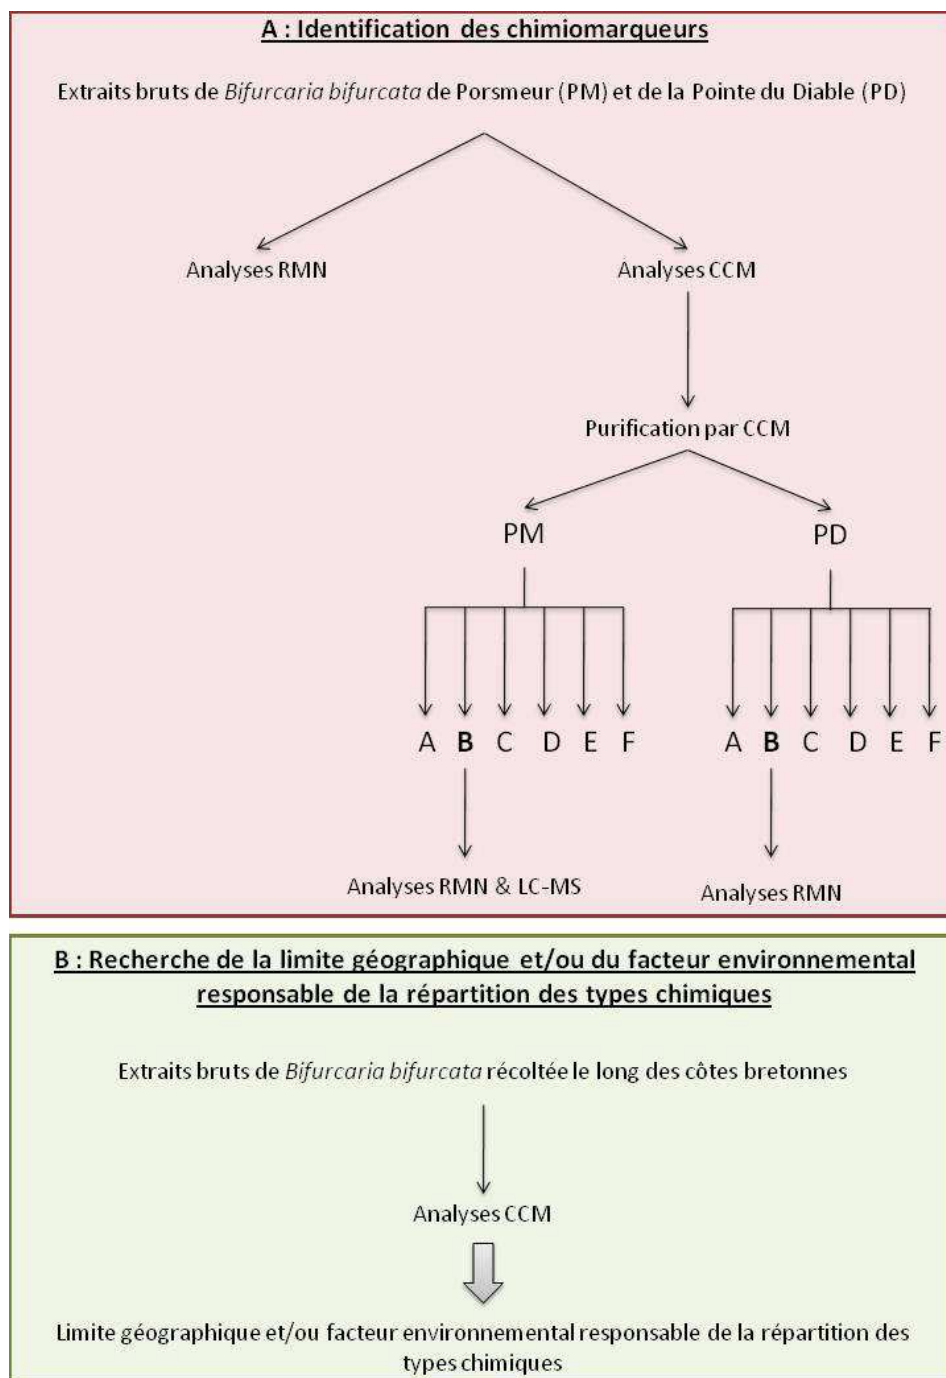 A : Identification des chimiomarqueurs
Extraits bruts de Bifurcaria bifurcata de Porsmeur (PM) et de la Pointe du Diable (PD)
Analyses RMN
Analyses CCM
Purification par CCM
PM
PD
A B C D E F
A B C D E F
Analyses RMN & LC-MS
Analyses RMN
B : Recherche de la limite géographique et/ou du facteur environnemental
responsable de la répartition des types chimiques
Extraits bruts de Bifurcaria bifurcata récoltée le long des côtes bretonnes
Analyses CCM
Limite géographique et/ou facteur environnemental responsable de la répartition des
types chimiques